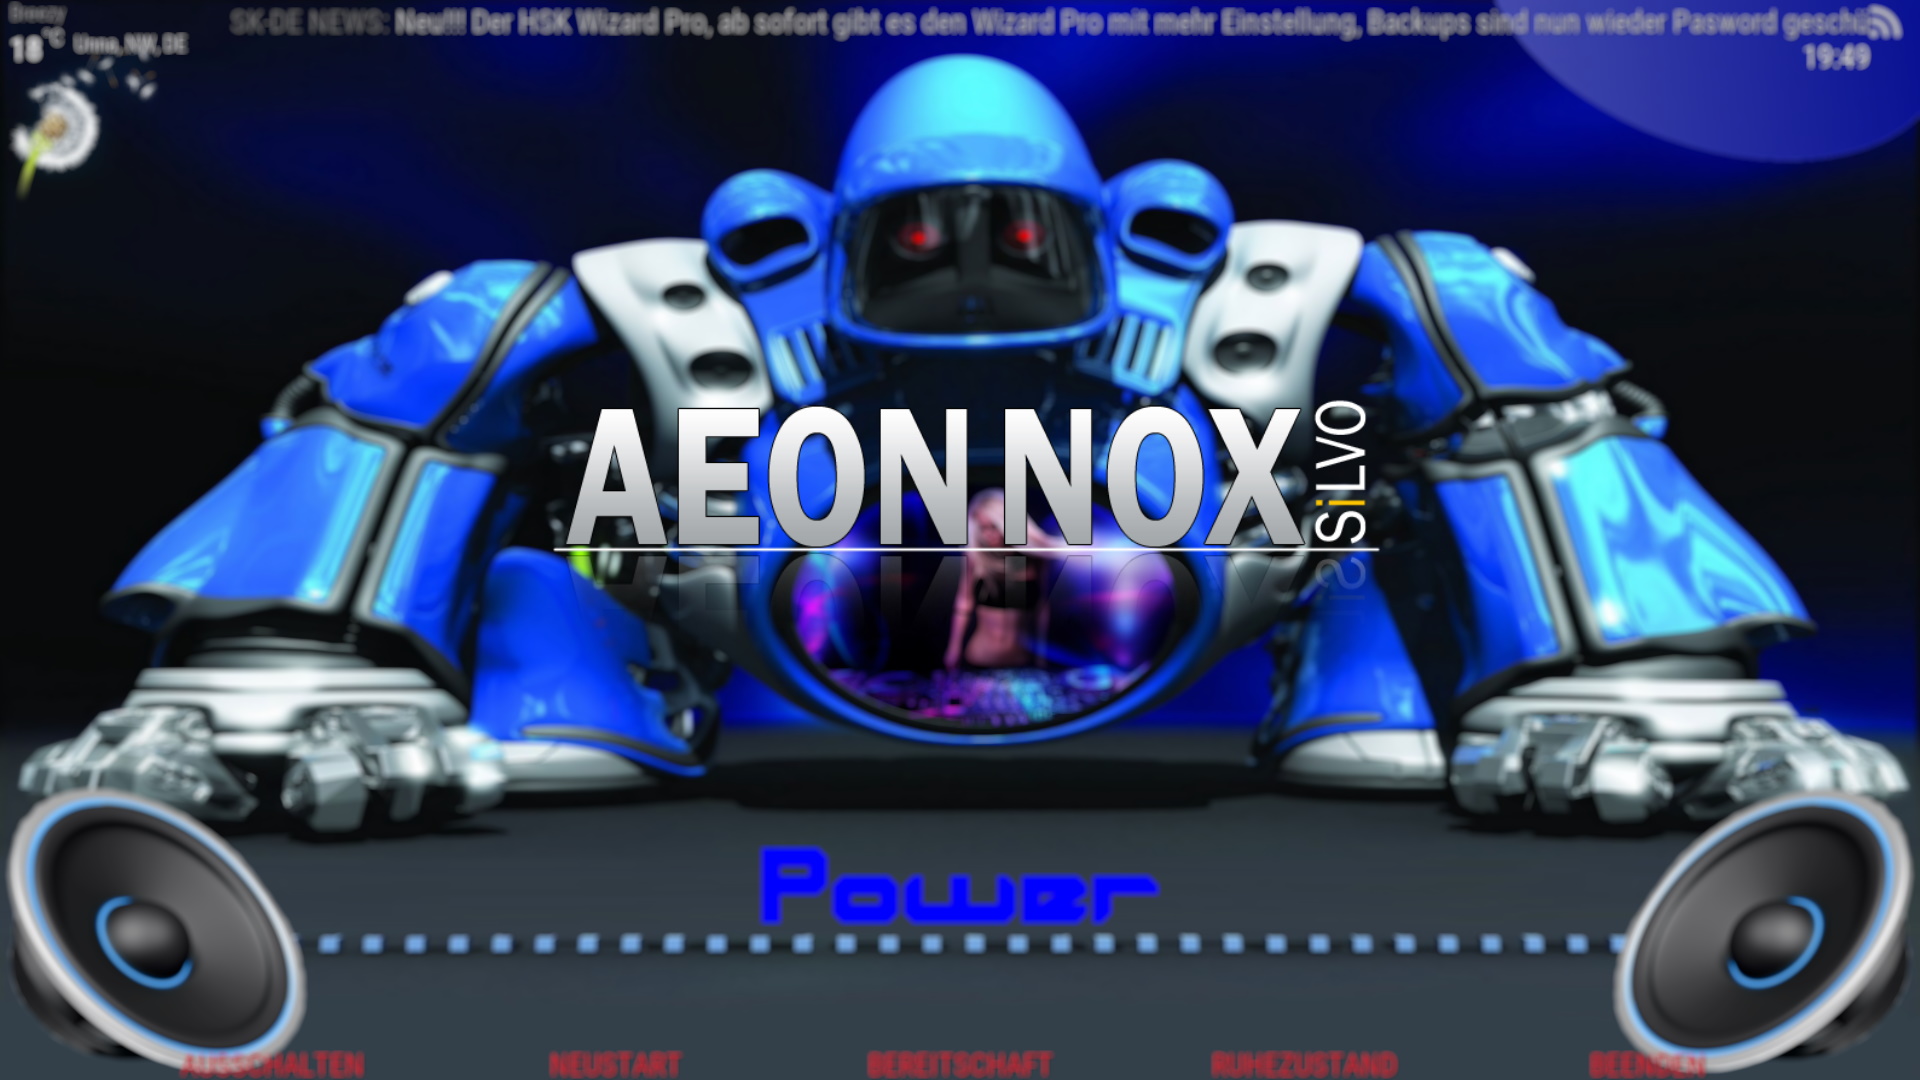 Breezy
SK-DE NEWS: Neu!!! Der HSK Wizard Pro, ab sofort gibt es den Wizard Pro mit mehr Einstellung, Backups sind nun wieder Pasword geschü
18°C Unna, NW, DE
19:49
AEON NOX
SiLVO
Power
AUSSCHALTEN NEUSTART BEREITSCHAFT RUHEZUSTAND BEENDEN